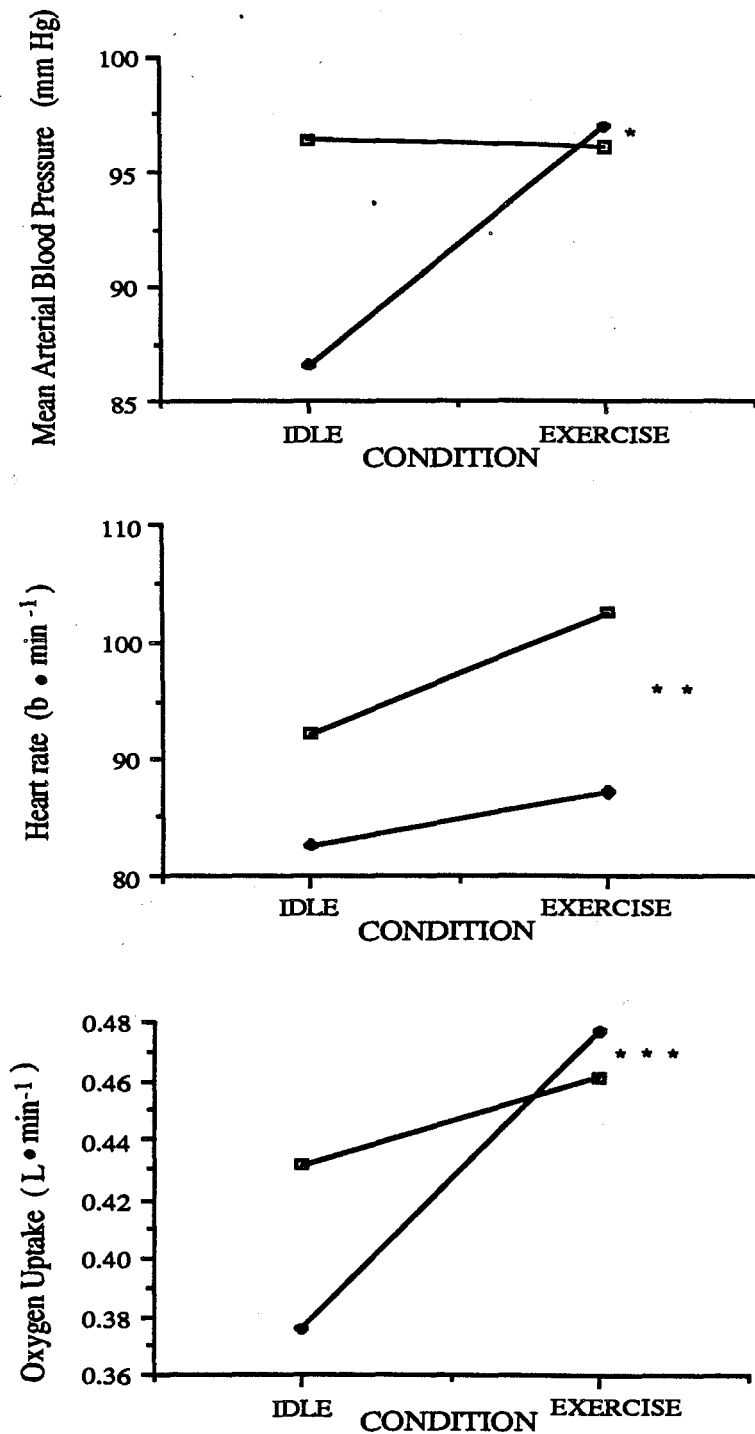 Mean Arterial Blood Pressure (mm Hg)
100
95
90
85
*
IDLE
EXERCISE
CONDITION
Heart rate (b • min -1)
110
100
90
80
* *
IDLE
EXERCISE
CONDITION
Oxygen Uptake (L • min-1)
0.48
0.46
0.44
0.42
0.40
0.38
0.36
* * *
IDLE
EXERCISE
CONDITION